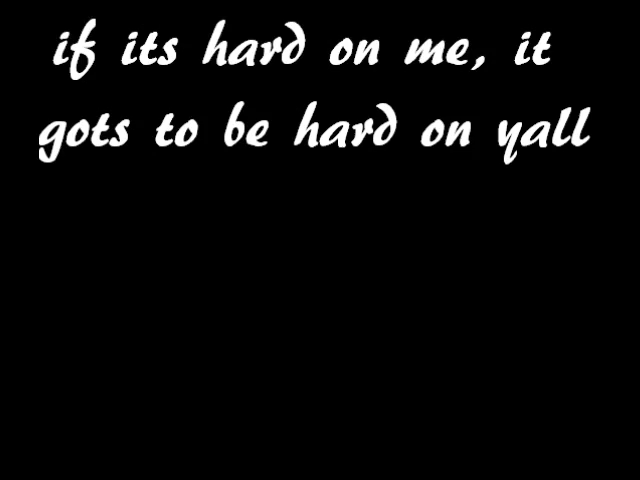 if its hard on me, it
gots to be hard on yall